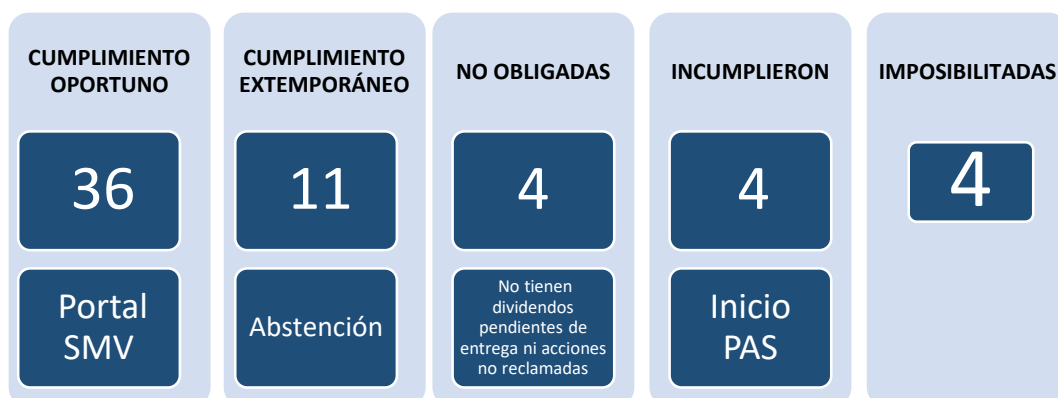 CUMPLIMIENTO
OPORTUNO
36
Portal
SMV
CUMPLIMIENTO
EXTEMPORÁNEO
11
Abstención
NO OBLIGADAS
4
No tienen
dividendos
pendientes de
entrega ni acciones
no reclamadas
INCUMPLIERON
4
Inicio
PAS
IMPOSIBILITADAS
4